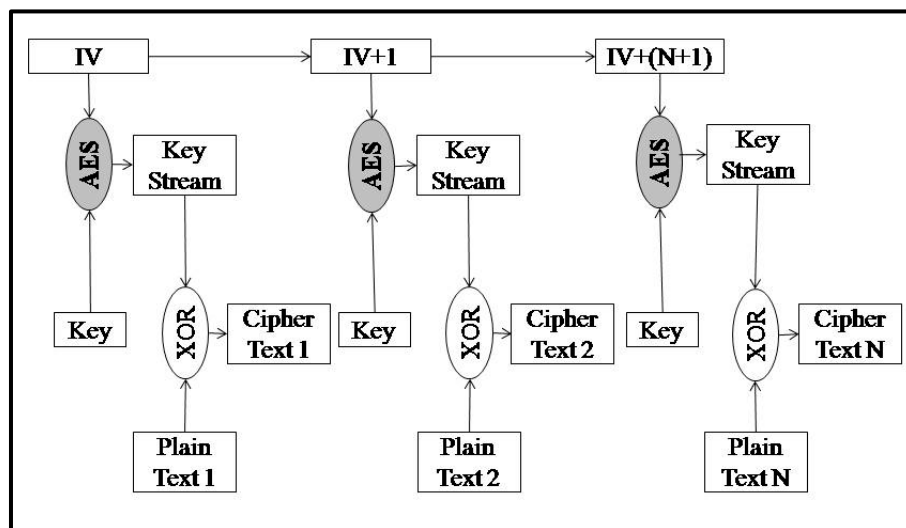 IV
IV+1
IV+(N+1)
AES
Key
Stream
AES
Key
Stream
AES
Key
Stream
Key
XOR
Cipher
Text 1
Key
XOR
Cipher
Text 2
Key
XOR
Cipher
Text N
Plain
Text 1
Plain
Text 2
Plain
Text N